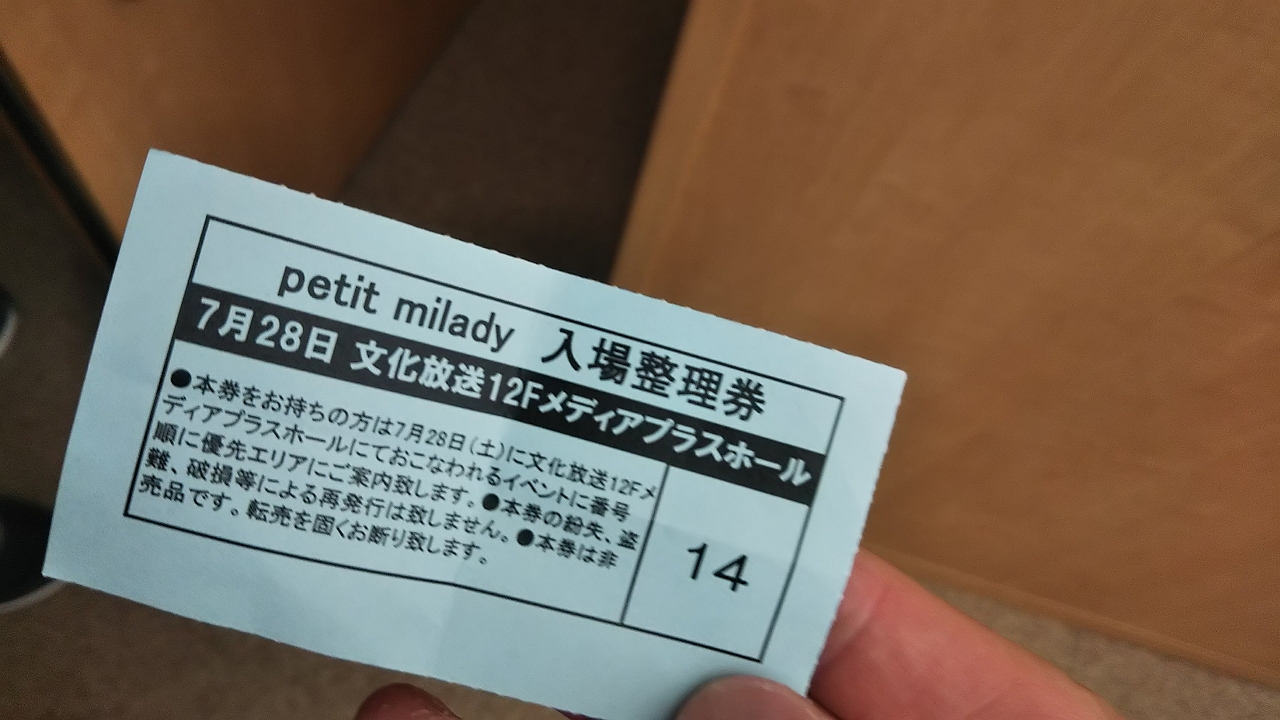 petit milady 入場整理券
7月28日 文化放送12Fメディアプラスホール
●本券をお持ちの方は7月28日(土)に文化放送12Fメ
ディアプラスホールにておこなわれるイベントに番号
順に優先エリアにご案内致します。●本券の紛失、盗
難、破損等による再発行は致しません。●本券は非
売品です。転売を固くお断り致します。
14